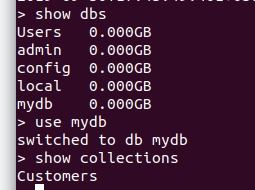 > show dbs
Users   0.000GB
admin   0.000GB
config  0.000GB
local   0.000GB
mydb    0.000GB
> use mydb
switched to db mydb
> show collections
Customers